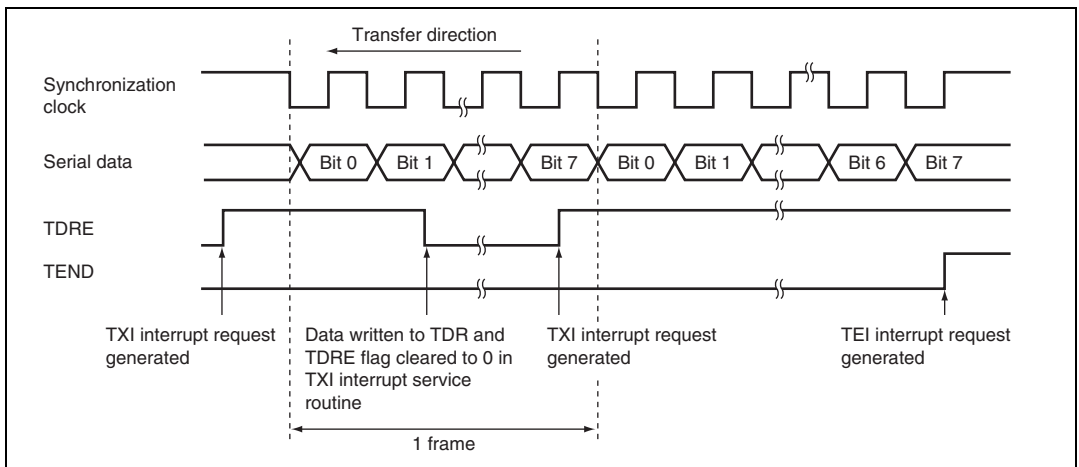 Transfer direction
Synchronization
clock
Serial data
Bit 0
Bit 1
Bit 7
Bit 0
Bit 1
Bit 6
Bit 7
TDRE
TEND
TXI interrupt request
generated
Data written to TDR and
TDRE flag cleared to 0 in
TXI interrupt service
routine
TXI interrupt request
generated
TEI interrupt request
generated
1 frame